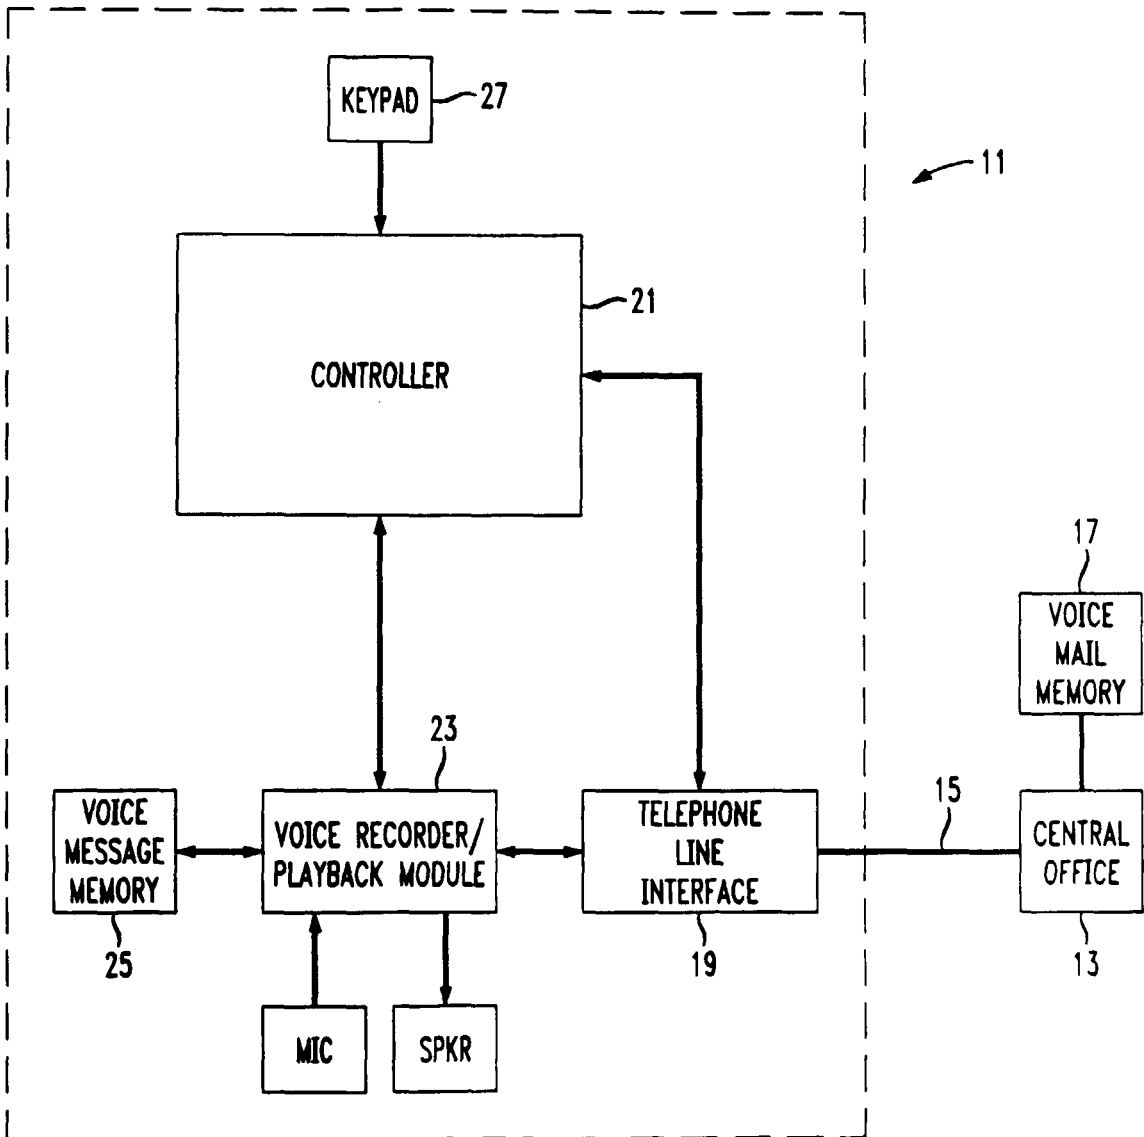 KEYPAD
27
11
21
CONTROLLER
17
VOICE
MAIL
MEMORY
23
15
VOICE
MESSAGE
MEMORY
VOICE RECORDER/
PLAYBACK MODULE
TELEPHONE
LINE
INTERFACE
CENTRAL
OFFICE
25
19
13
MIC
SPKR